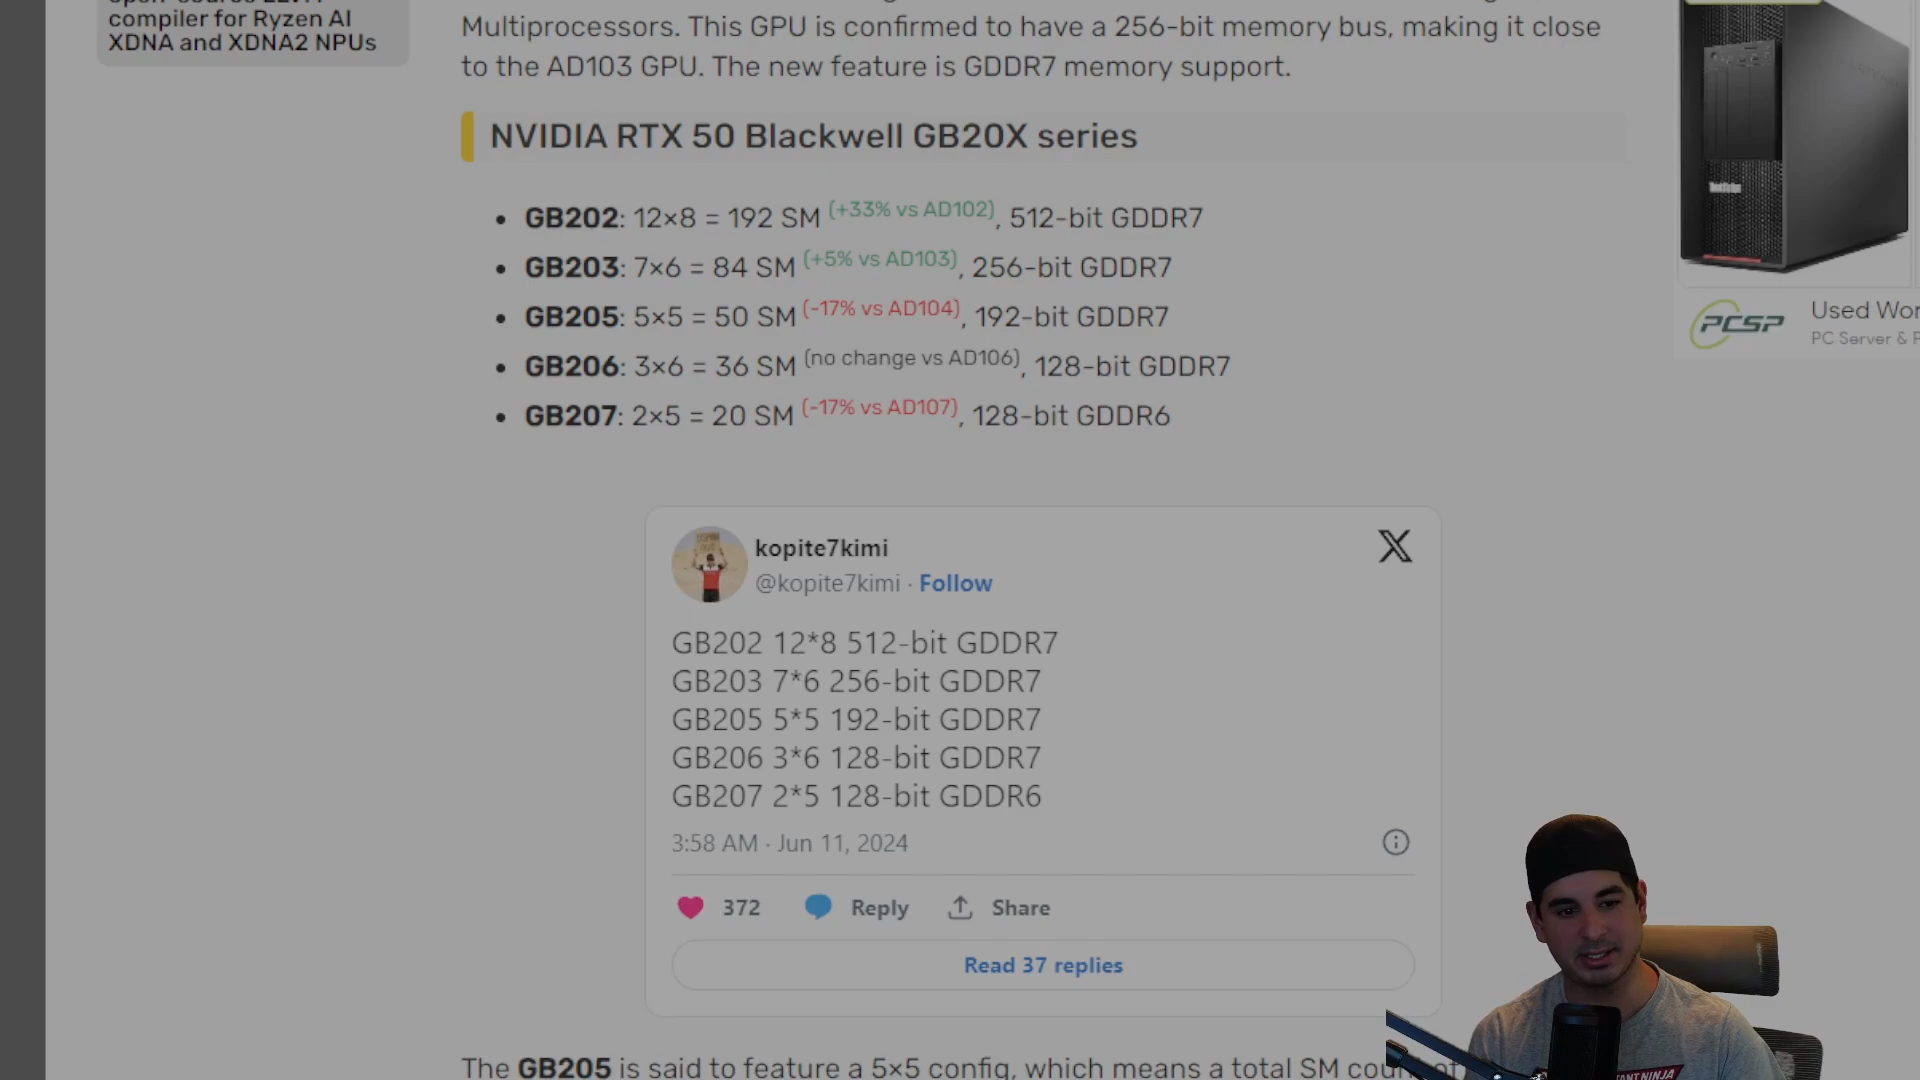 compiler for Ryzen AI
XDNA and XDNA2 NPUs
Multiprocessors. This GPU is confirmed to have a 256-bit memory bus, making it close
to the AD103 GPU. The new feature is GDDR7 memory support.
NVIDIA RTX 50 Blackwell GB20X series
• GB202: 12×8 = 192 SM (+33% vs AD102), 512-bit GDDR7
• GB203: 7×6 = 84 SM (+5% vs AD103), 256-bit GDDR7
• GB205: 5×5 = 50 SM (-17% vs AD104), 192-bit GDDR7
• GB206: 3×6 = 36 SM (no change vs AD106), 128-bit GDDR7
• GB207: 2×5 = 20 SM (-17% vs AD107), 128-bit GDDR6
PCSP
Used Wor
PC Server & P
kopite7kimi
@kopite7kimi · Follow
GB202 12*8 512-bit GDDR7
GB203 7*6 256-bit GDDR7
GB205 5*5 192-bit GDDR7
GB206 3*6 128-bit GDDR7
GB207 2*5 128-bit GDDR6
3:58 AM · Jun 11, 2024
372 Reply Share
Read 37 replies
The GB205 is said to feature a 5×5 config, which means a total SM
NINJA